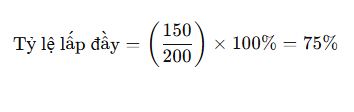 Tỷ lệ lấp đầy = (150/200) × 100% = 75%